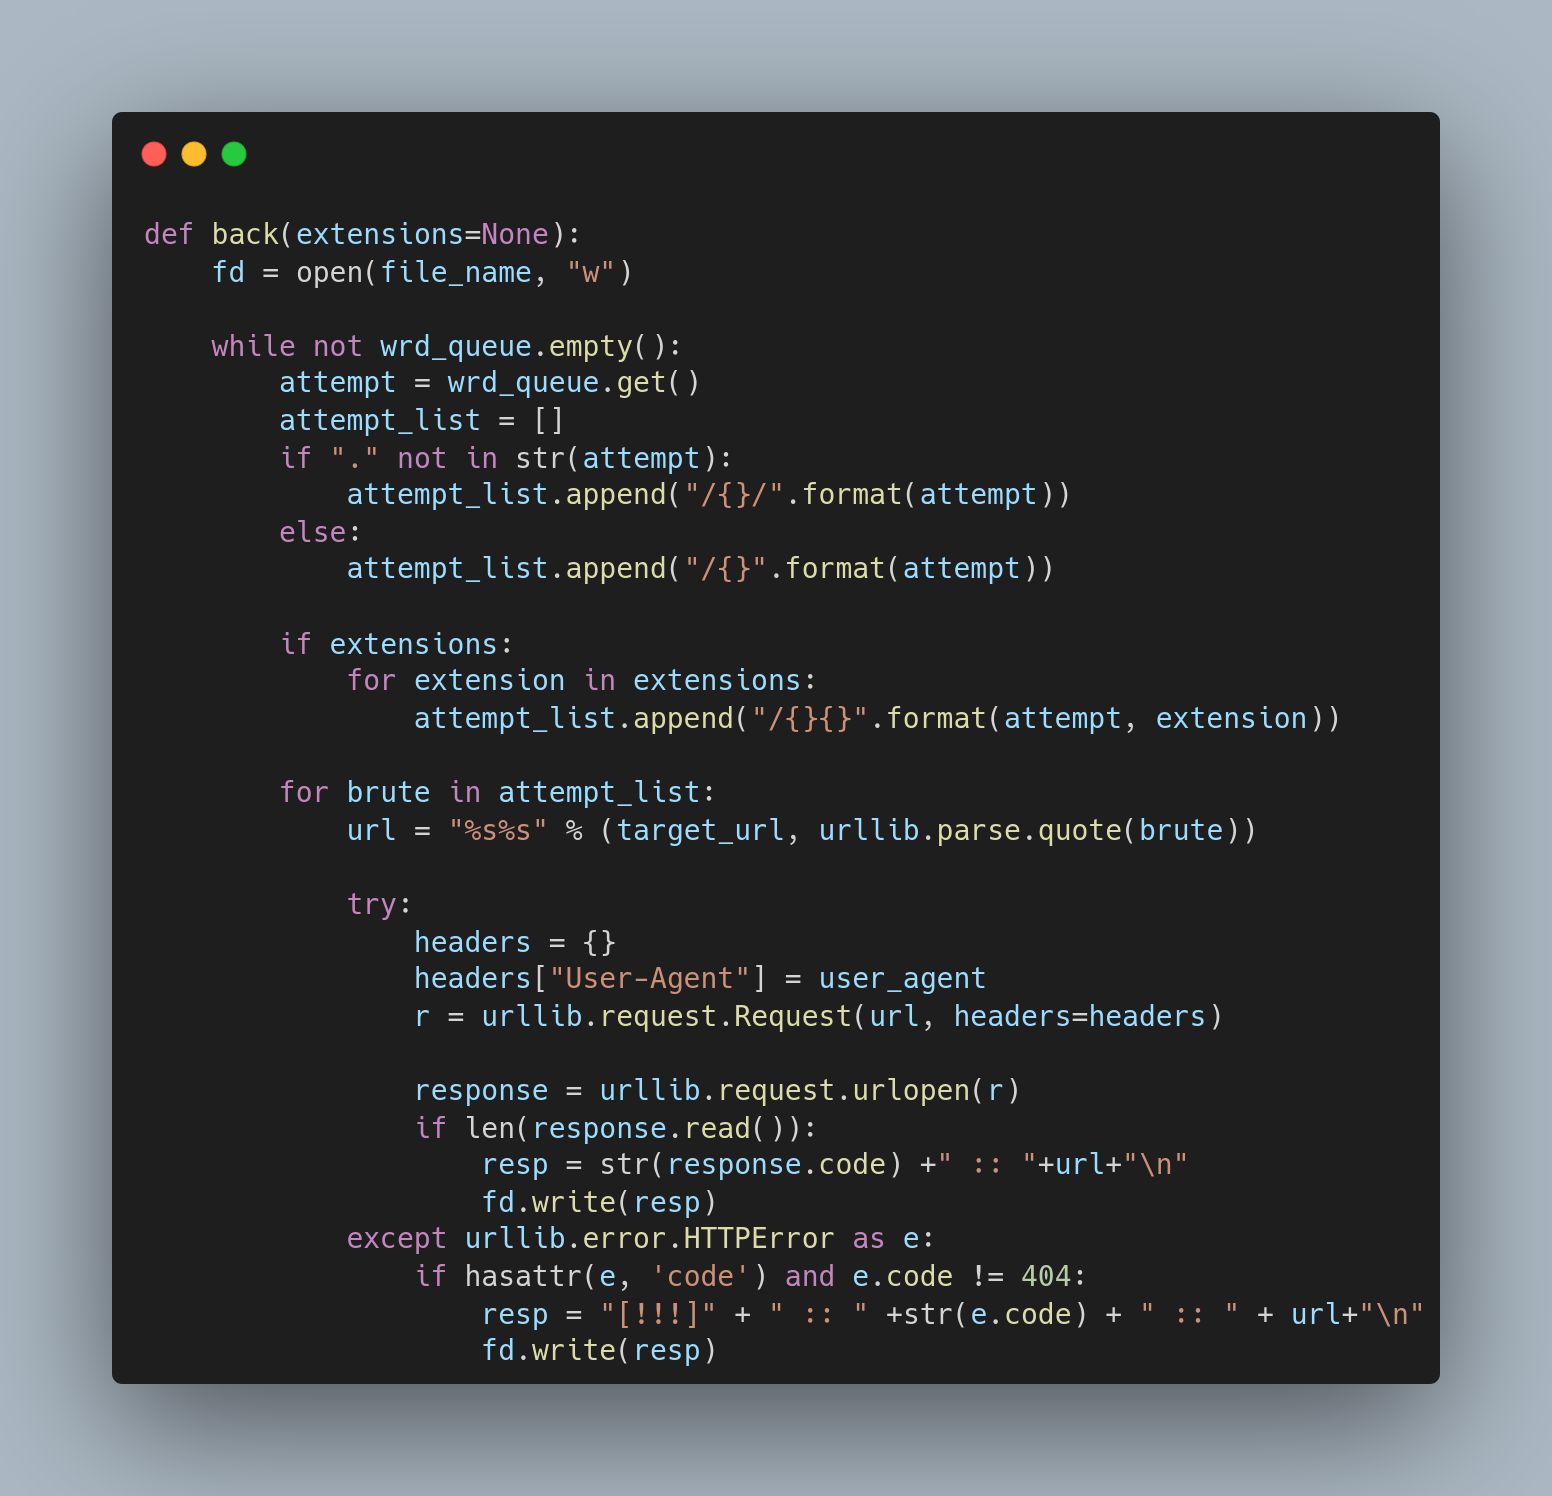 def back(extensions=None):
    fd = open(file_name, "w")

    while not wrd_queue.empty():
        attempt = wrd_queue.get()
        attempt_list = []
        if "." not in str(attempt):
            attempt_list.append("/{}/".format(attempt))
        else:
            attempt_list.append("/{}".format(attempt))

        if extensions:
            for extension in extensions:
                attempt_list.append("/{}{}".format(attempt, extension))

        for brute in attempt_list:
            url = "%s%s" % (target_url, urllib.parse.quote(brute))

            try:
                headers = {}
                headers["User-Agent"] = user_agent
                r = urllib.request.Request(url, headers=headers)

                response = urllib.request.urlopen(r)
                if len(response.read()):
                    resp = str(response.code) +" :: "+url+"\n"
                    fd.write(resp)
            except urllib.error.HTTPError as e:
                if hasattr(e, 'code') and e.code != 404:
                    resp = "[!!!]" + " :: " +str(e.code) + " :: " + url+"\n"
                    fd.write(resp)